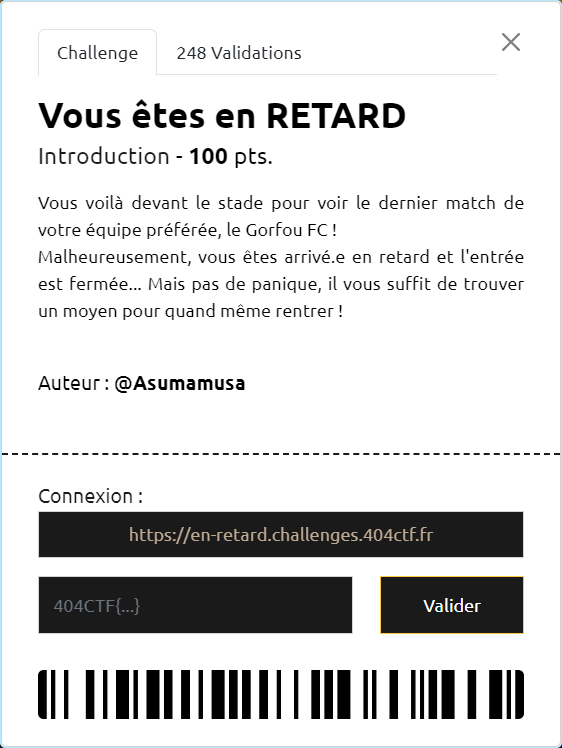 Challenge
248 Validations
Vous êtes en RETARD
Introduction - 100 pts.
Vous voilà devant le stade pour voir le dernier match de
votre équipe préférée, le Gorfou FC !
Malheureusement, vous êtes arrivé.e en retard et l'entrée
est fermée... Mais pas de panique, il vous suffit de trouver
un moyen pour quand même rentrer !
Auteur : @Asumamusa
Connexion :
https://en-retard.challenges.404ctf.fr
404CTF{...}
Valider